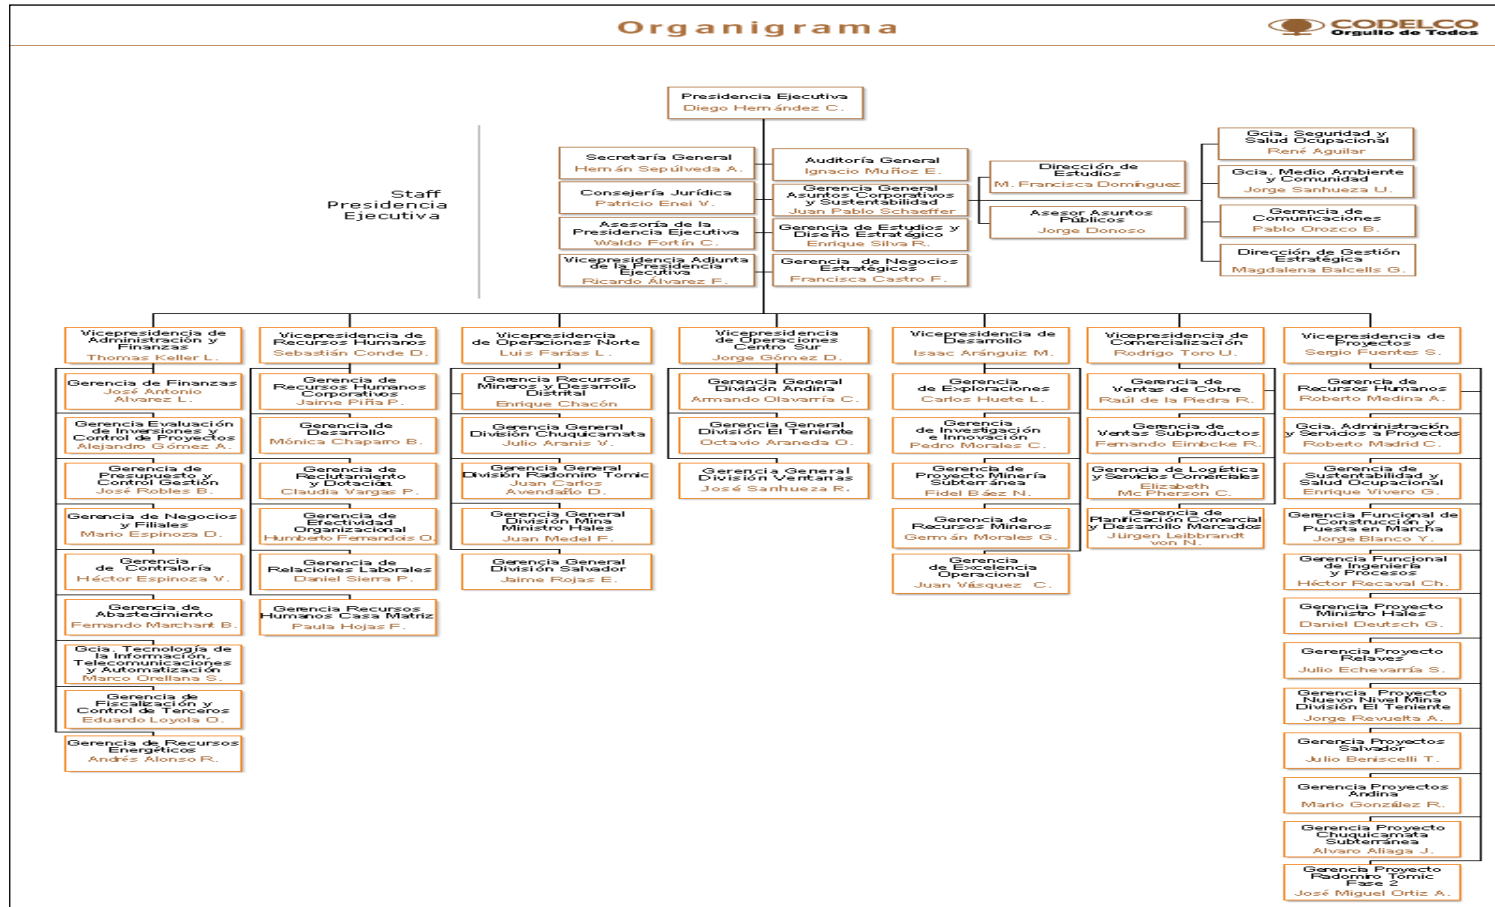 Organigrama
CODELCO
Orgullo de Todos
Presidencia Ejecutiva
Diego Hernández C.
Staff
Presidencia
Ejecutiva
Secretaría General
Hernán Sepúlveda A.
Consejería Jurídica
Patricio Enei V.
Asesoría de la
Presidencia Ejecutiva
Waldo Fortín C.
Vicepresidencia Adjunta
de la Presidencia
Ejecutiva
Ricardo Álvarez F.
Auditoría General
Ignacio Muñoz E.
Gerencia General
Asuntos Corporativos
y Sustentabilidad
Juan Pablo Schaeffer
Gerencia de Estudios y
Diseño Estratégico
Enrique Silva R.
Gerencia de Negocios
Estratégicos
Francisca Castro F.
Dirección de
Estudios
M. Francisca Domínguez
Asesor Asuntos
Públicos
Jorge Donoso
Gcia. Seguridad y
Salud Ocupacional
René Aguilar
Gcia. Medio Ambiente
y Comunidad
Jorge Sanhueza U.
Gerencia de
Comunicaciones
Pablo Orozco B.
Dirección de Gestión
Estratégica
Magdalena Balcells G.
Vicepresidencia de
Administración y
Finanzas
Thomas Keller L.
Gerencia de Finanzas
José Antonio
Álvarez L.
Gerencia Evaluación
de Inversiones y
Control de Proyectos
Alejandro Gómez A.
Gerencia de
Presupuesto y
Control Gestión
José Robles B.
Gerencia de Negocios
y Filiales
Mario Espinoza D.
Gerencia
de Contraloría
Héctor Espinoza V.
Gerencia de
Abastecimiento
Fernando Marchant B.
Gcia. Tecnología de
la Información,
Telecomunicaciones
y Automatización
Marco Orellana S.
Gerencia de
Fiscalización y
Control de Terceros
Eduardo Loyola O.
Gerencia de Recursos
Energéticos
Andrés Alonso R.
Vicepresidencia de
Recursos Humanos
Sebastián Conde D.
Gerencia de
Recursos Humanos
Corporativos
Jaime Piña P.
Gerencia de
Desarrollo
Mónica Chaparro B.
Gerencia de
Reclutamiento
y Dotación
Claudia Vargas P.
Gerencia de
Efectividad
Organizacional
Humberto Fernandois O.
Gerencia de
Relaciones Laborales
Daniel Sierra P.
Gerencia Recursos
Humanos Casa Matriz
Paula Hojas F.
Vicepresidencia
de Operaciones Norte
Luis Farías L.
Gerencia Recursos
Mineros y Desarrollo
Distrital
Enrique Chacón
Gerencia General
División Chuquicamata
Julio Aranis V.
Gerencia General
División Radomiro Tomic
Juan Carlos
Avendaño D.
Gerencia General
División Mina
Ministro Hales
Juan Medel F.
Gerencia General
División Salvador
Jaime Rojas E.
Vicepresidencia
de Operaciones
Centro Sur
Jorge Gómez D.
Gerencia General
División Andina
Armando Olavarría C.
Gerencia General
División El Teniente
Octavio Araneda O.
Gerencia General
División Ventanas
José Sanhueza R.
Vicepresidencia de
Desarrollo
Isaac Aránguiz M.
Gerencia
de Exploraciones
Carlos Huete L.
Gerencia
de Investigación
e Innovación
Pedro Morales C.
Gerencia de
Proyecto Minería
Subterránea
Fidel Báez N.
Gerencia de
Recursos Mineros
Germán Morales G.
Gerencia
de Excelencia
Operacional
Juan Vásquez C.
Vicepresidencia de
Comercialización
Rodrigo Toro U.
Gerencia de
Ventas de Cobre
Raúl de la Piedra R.
Gerencia de
Ventas Subproductos
Fernando Eimbcke R.
Gerencia de Logística
y Servicios Comerciales
Elizabeth
Mc Pherson C.
Gerencia de
Planificación Comercial
y Desarrollo Mercados
Jürgen Leibbrandt
von N.
Vicepresidencia de
Proyectos
Sergio Fuentes S.
Gerencia de
Recursos Humanos
Roberto Medina A.
Gcia. Administración
y Servicios a Proyectos
Roberto Madrid C.
Gerencia de
Sustentabilidad y
Salud Ocupacional
Enrique Vivero G.
Gerencia Funcional de
Construcción y
Puesta en Marcha
Jorge Blanco Y.
Gerencia Funcional
de Ingeniería
y Procesos
Héctor Recaval Ch.
Gerencia Proyecto
Ministro Hales
Daniel Deutsch G.
Gerencia Proyecto
Relaves
Julio Echevarría S.
Gerencia Proyecto
Nuevo Nivel Mina
División El Teniente
Jorge Revuelta A.
Gerencia Proyectos
Salvador
Julio Beniscelli T.
Gerencia Proyectos
Andina
Mario González R.
Gerencia Proyecto
Chuquicamata
Subterránea
Alvaro Aliaga J.
Gerencia Proyecto
Radomiro Tomic
Fase 2
José Miguel Ortiz A.